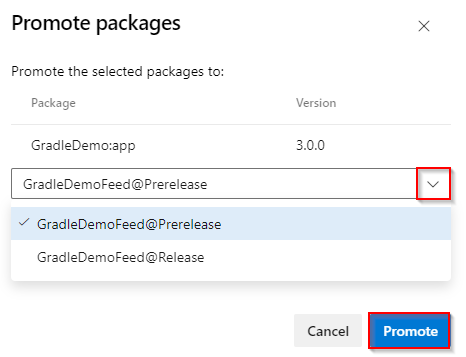 Promote packages
Promote the selected packages to:
Package Version
GradleDemo:app 3.0.0
GradleDemoFeed@Prerelease
GradleDemoFeed@Prerelease
GradleDemoFeed@Release
Cancel Promote